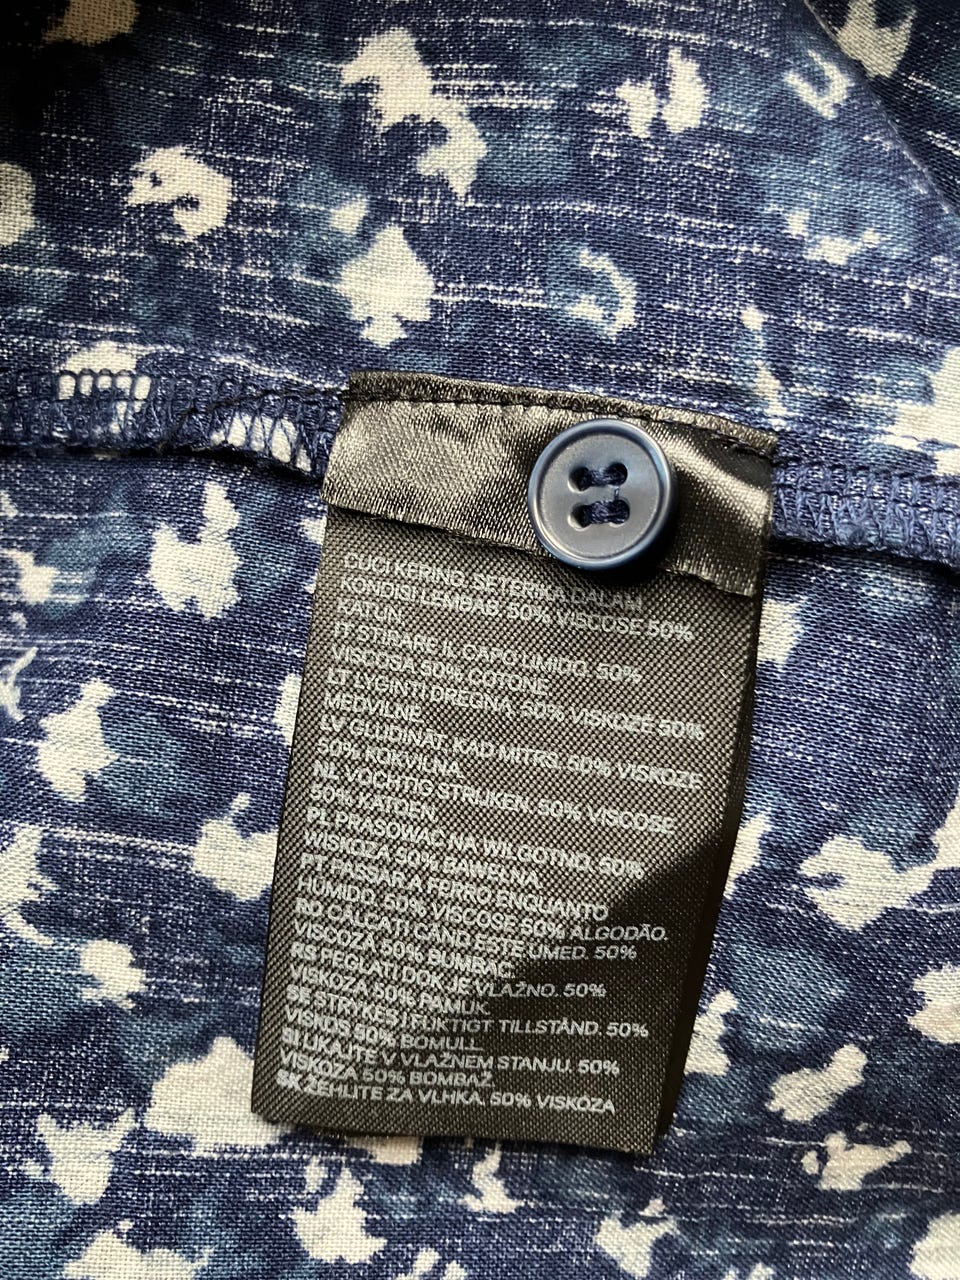 CUCI KERING. SETERIKA DALAM
KONDISI LEMBAB. 50% VISCOSE 50%
KATUN.
IT STIRARE IL CAPO UMIDO. 50%
VISCOSA 50% COTONE
LT LYGINTI DRĖGNĄ. 50% VISKOZĖ 50%
MEDVILNĖ
LV GLUDINĀT, KAD MITRS. 50% VISKOZE
50% KOKVILNA
NL VOCHTIG STRIJKEN. 50% VISCOSE
50% KATOEN.
PL PRASOWAĆ NA WILGOTNO. 50%
WISKOZA 50% BAWEŁNA
PT PASSAR A FERRO ENQUANTO
HÚMIDO. 50% VISCOSE 50% ALGODÃO.
RO CĂLCAŢI CÂND ESTE UMED. 50%
VISCOZĂ 50% BUMBAC.
RS PEGLATI DOK JE VLAŽNO. 50%
VISKOZA 50% PAMUK.
SE STRYKES I FUKTIGT TILLSTÅND. 50%
VISKOS 50% BOMULL
SI LIKAJTE V VLAŽNEM STANJU. 50%
VISKOZA 50% BOMBAŽ
SK ŽEHLITE ZA VLHKA. 50% VISKÓZA